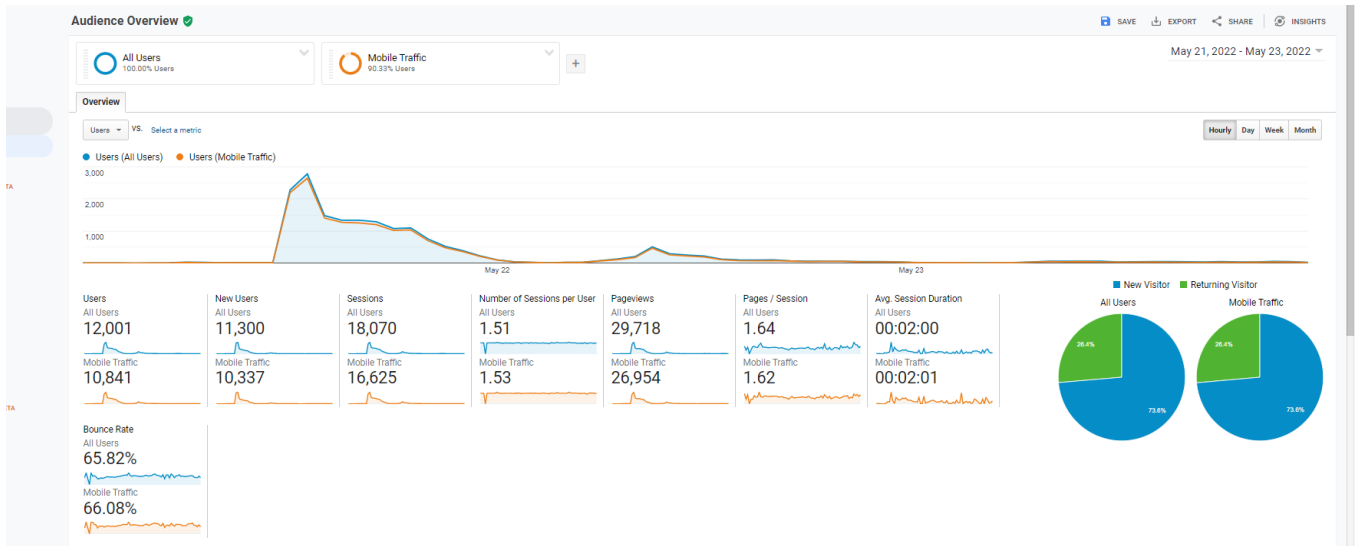 Audience Overview
SAVE EXPORT SHARE INSIGHTS
All Users
100.00% Users
Mobile Traffic
90.33% Users
+
May 21, 2022 - May 23, 2022
Overview
Users VS. Select a metric
Hourly Day Week Month
Users (All Users) Users (Mobile Traffic)
3,000
2,000
1,000
May 22 May 23
TA
Users
All Users
12,001
Mobile Traffic
10,841
New Users
All Users
11,300
Mobile Traffic
10,337
Sessions
All Users
18,070
Mobile Traffic
16,625
Number of Sessions per User
All Users
1.51
Mobile Traffic
1.53
Pageviews
All Users
29,718
Mobile Traffic
26,954
Pages / Session
All Users
1.64
Mobile Traffic
1.62
Avg. Session Duration
All Users
00:02:00
Mobile Traffic
00:02:01
New Visitor Returning Visitor
All Users
26.4%
73.6%
Mobile Traffic
26.4%
73.6%
Bounce Rate
All Users
65.82%
Mobile Traffic
66.08%